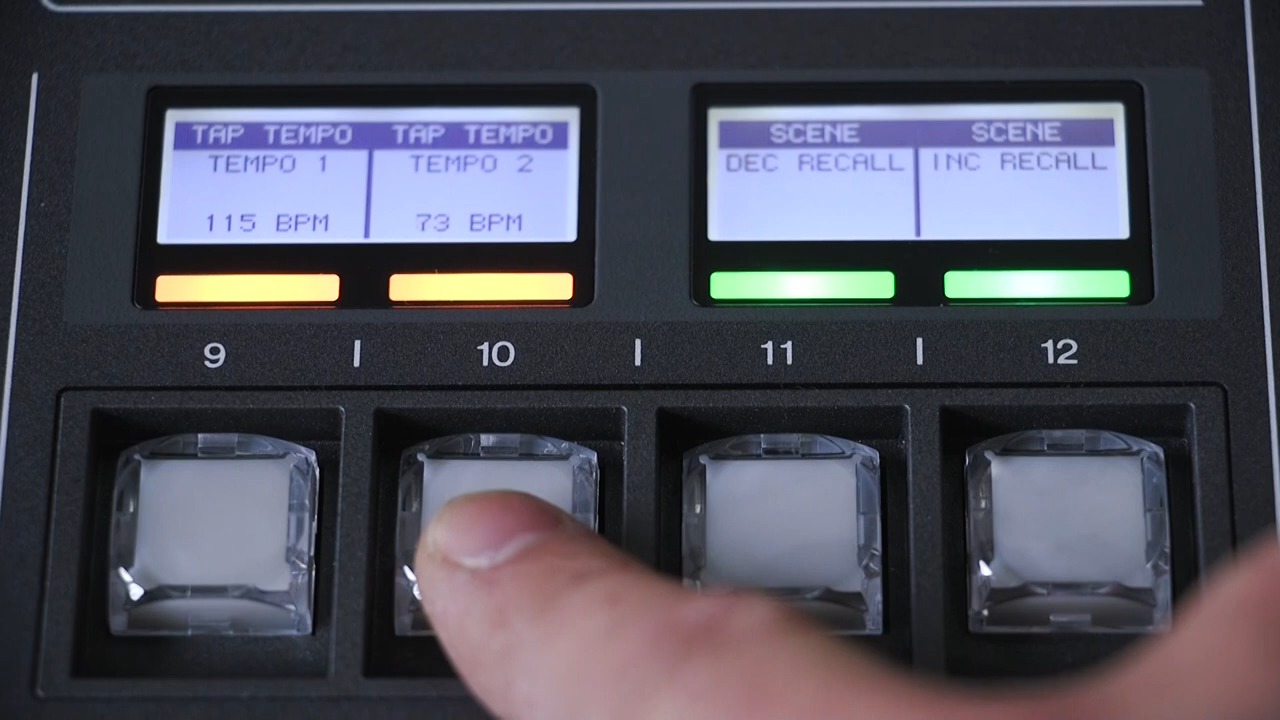 TAP TEMPO TAP TEMPO
TEMPO 1 TEMPO 2
115 BPM 73 BPM
SCENE SCENE
DEC RECALL INC RECALL
9 10 11 12